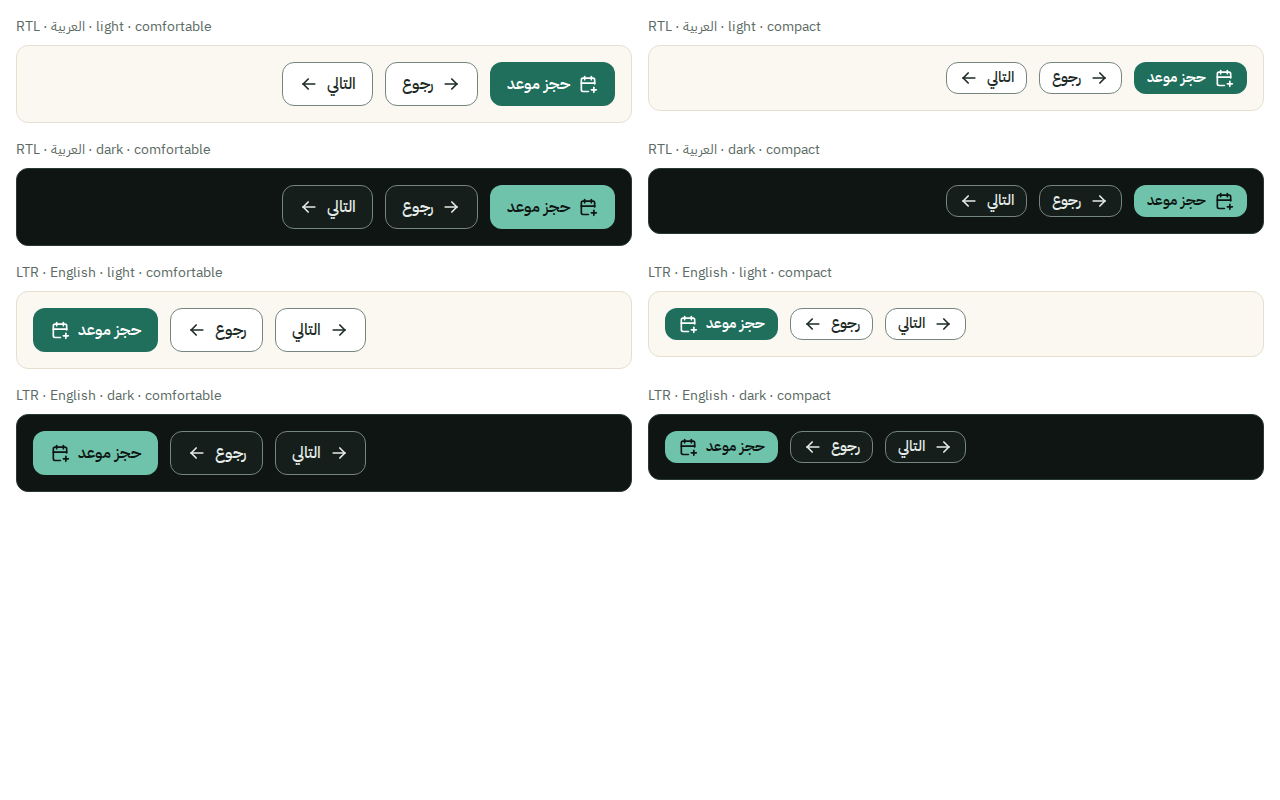 RTL · العربية · light · comfortable
حجز موعد رجوع التالي
RTL · العربية · light · compact
حجز موعد رجوع التالي
RTL · العربية · dark · comfortable
حجز موعد رجوع التالي
RTL · العربية · dark · compact
حجز موعد رجوع التالي
LTR · English · light · comfortable
حجز موعد رجوع التالي
LTR · English · light · compact
حجز موعد رجوع التالي
LTR · English · dark · comfortable
حجز موعد رجوع التالي
LTR · English · dark · compact
حجز موعد رجوع التالي